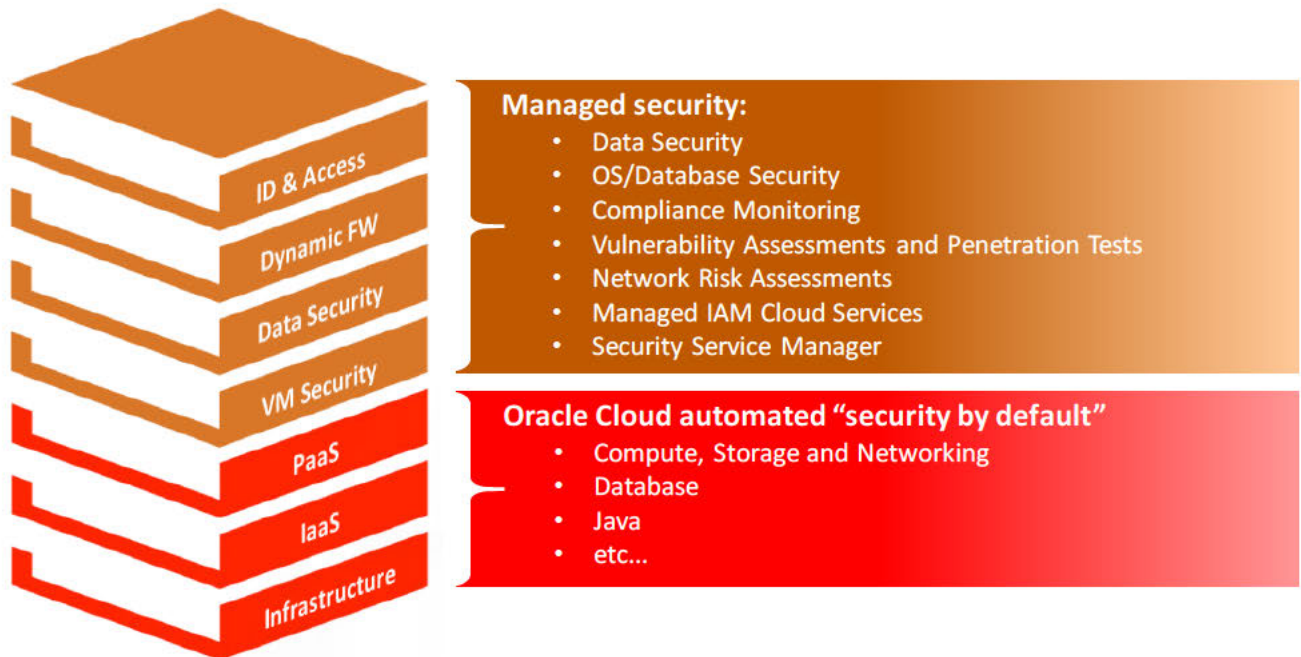 ID & Access
Dynamic FW
Data Security
VM Security
PaaS
IaaS
Infrastructure
Managed security:
• Data Security
• OS/Database Security
• Compliance Monitoring
• Vulnerability Assessments and Penetration Tests
• Network Risk Assessments
• Managed IAM Cloud Services
• Security Service Manager
Oracle Cloud automated “security by default”
• Compute, Storage and Networking
• Database
• Java
• etc...